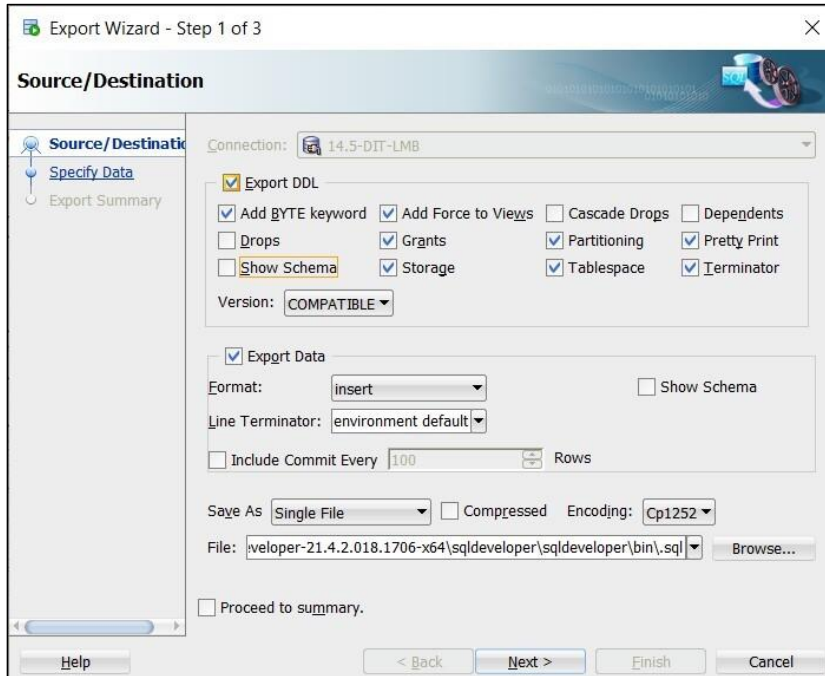 Export Wizard - Step 1 of 3
Source/Destination
SQL
Source/Destinatio
Specify Data
Export Summary
Connection: 14.5-DIT-LMB
Export DDL
Add BYTE keyword Add Force to Views Cascade Drops Dependents
Drops Grants Partitioning Pretty Print
Show Schema Storage Tablespace Terminator
Version: COMPATIBLE
Export Data
Format: insert Show Schema
Line Terminator: environment default
Include Commit Every 100 Rows
Save As Single File Compressed Encoding: Cp1252
File: eveloper-21.4.2.018.1706-x64\sqldeveloper\sqldeveloper\bin\.sql Browse...
Proceed to summary.
Help < Back Next > Finish Cancel